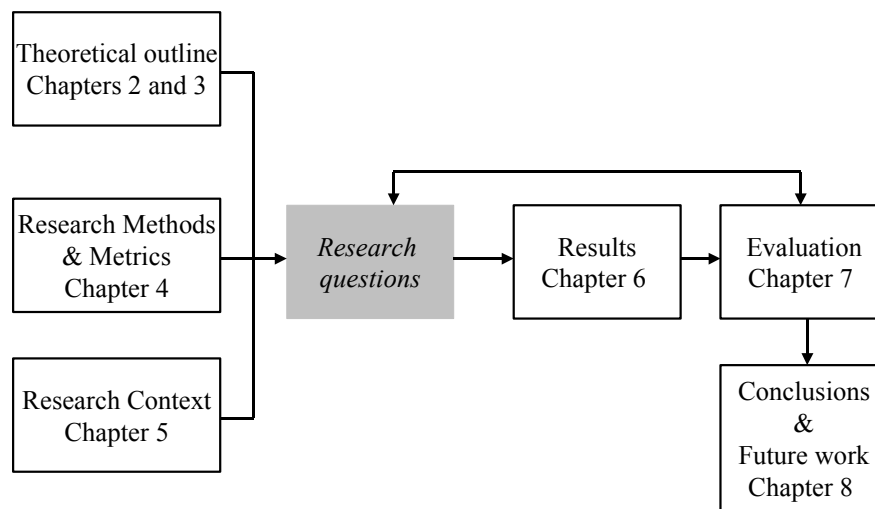 Theoretical outline
Chapters 2 and 3
Research Methods
& Metrics
Chapter 4
Research Context
Chapter 5
Research
questions
Results
Chapter 6
Evaluation
Chapter 7
Conclusions
&
Future work
Chapter 8